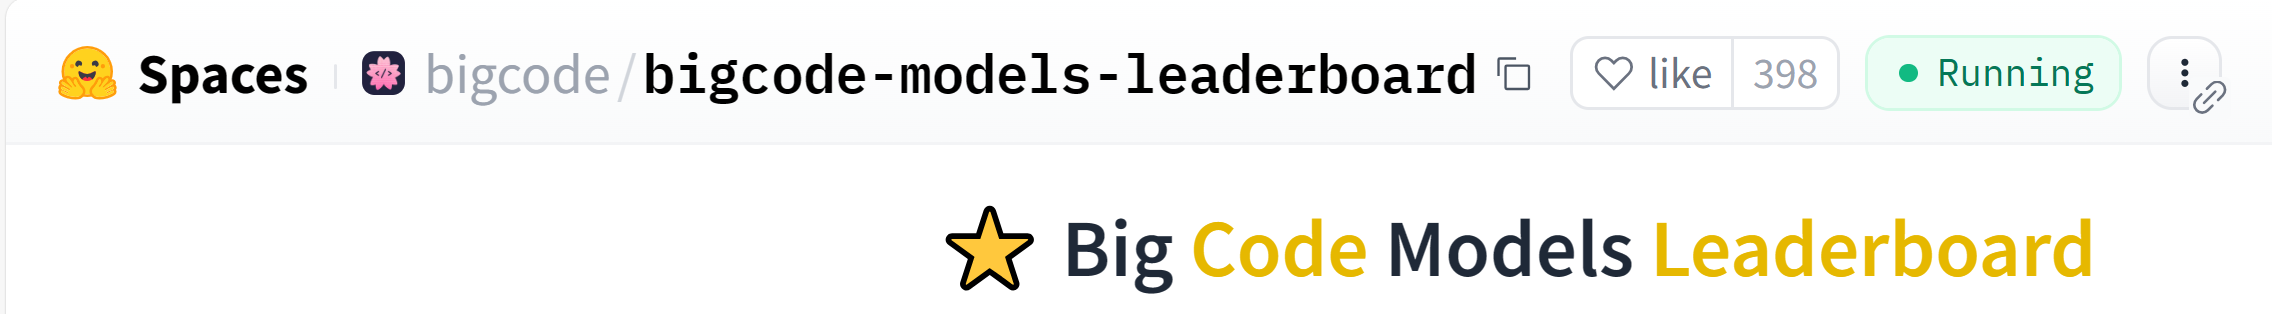 Spaces bigcode/bigcode-models-leaderboard like 398 Running
Big Code Models Leaderboard